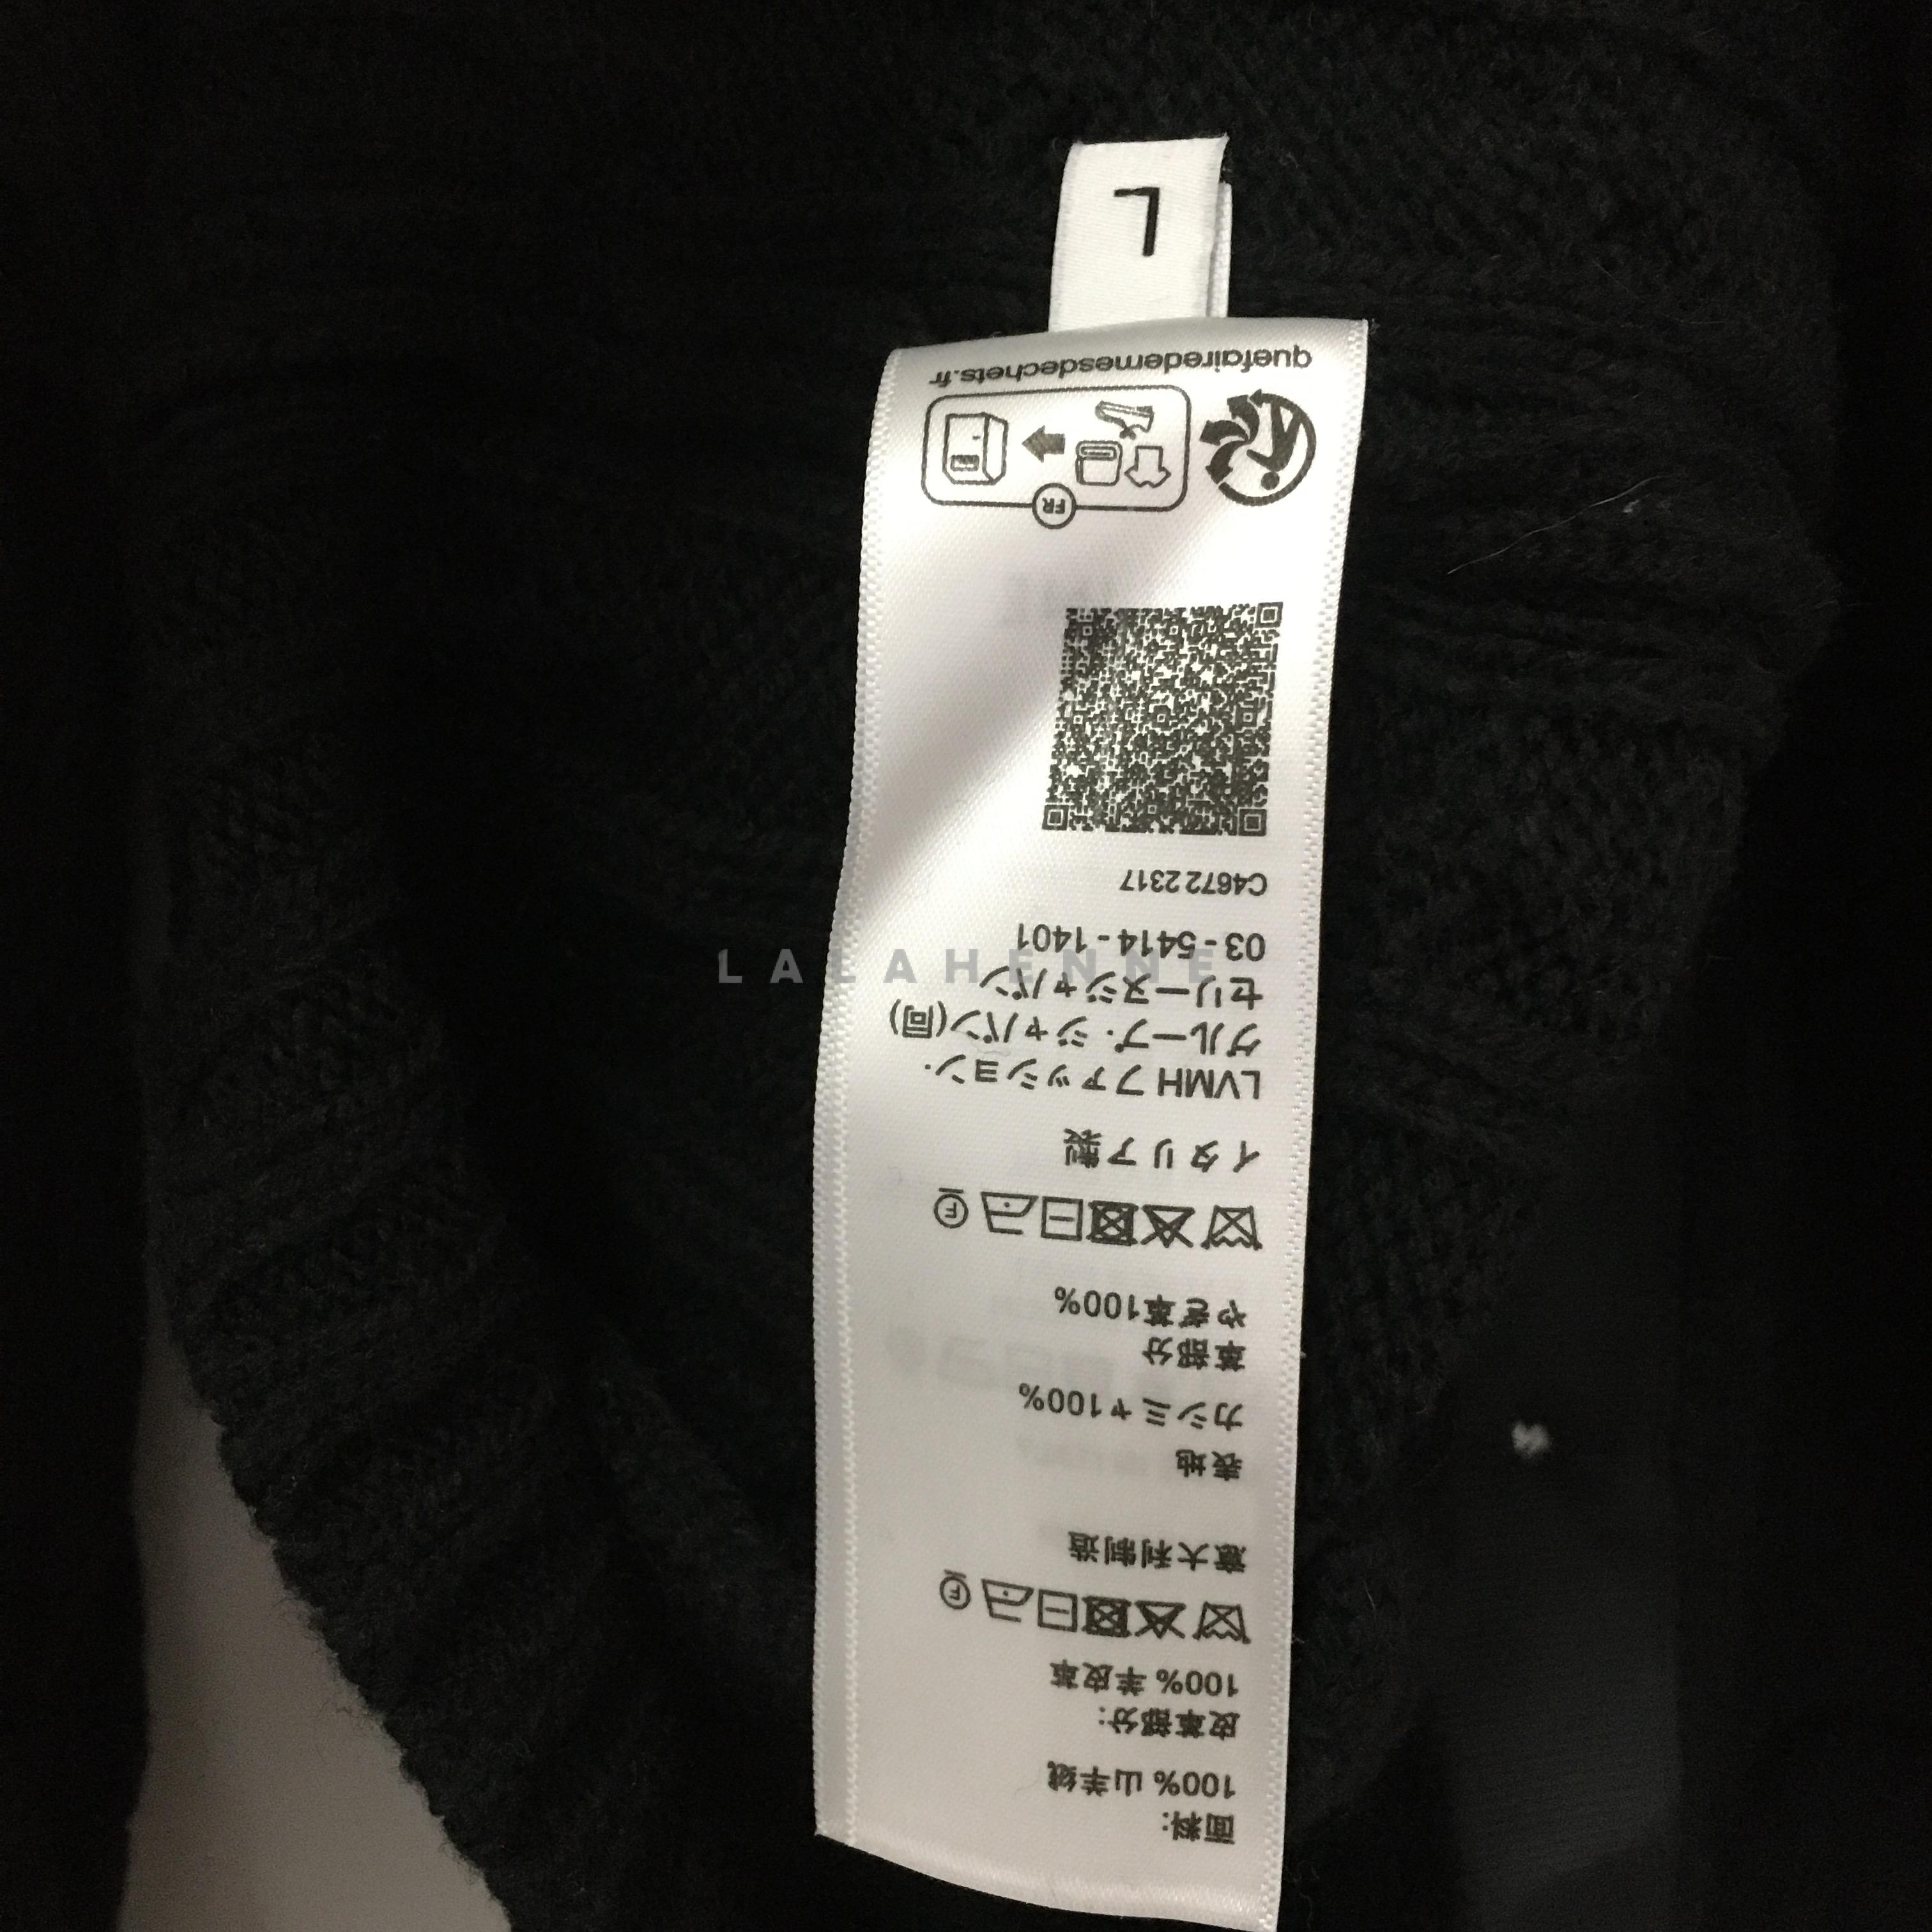 面料:
100% 山羊绒
皮革部分:
100% 羊皮革
F
意大利制造
表地
カシミヤ100%
革部分
やぎ革100%
F
イタリア製
LVMH ファッション・
グループ・ジャパン(同)
セリーヌジャパン
03-5414-1401
C46722317
FR
quefairedemesdechets.fr
L
LALAHENNE